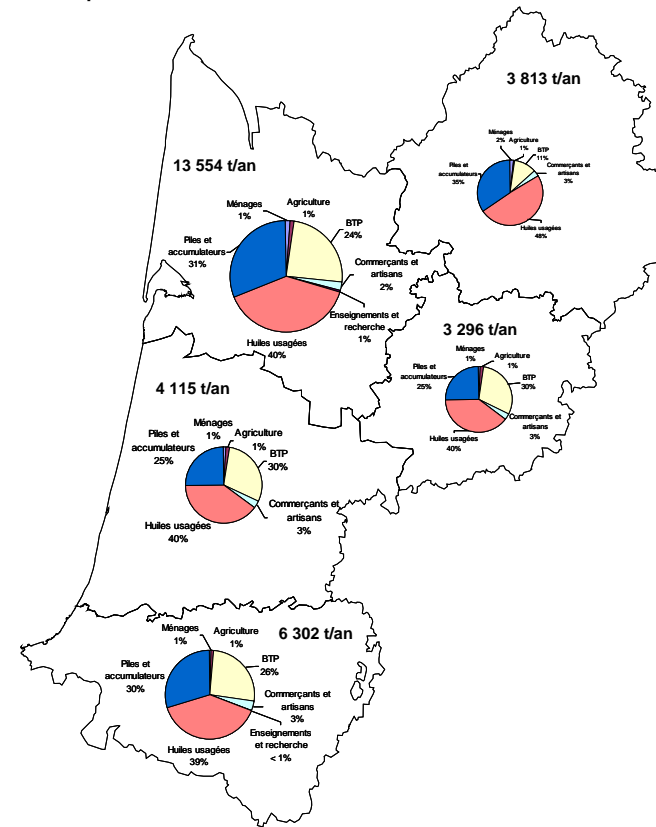 3 813 t/an
Ménages
2%
Agriculture
1%
BTP
11%
Commerçants et
artisans
3%
Huiles usagées
48%
Piles et
accumulateurs
35%
13 554 t/an
Ménages
1%
Agriculture
1%
BTP
24%
Commerçants et
artisans
2%
Enseignements et
recherche
1%
Huiles usagées
40%
Piles et
accumulateurs
31%
3 296 t/an
Ménages
1%
Agriculture
1%
BTP
30%
Commerçants et
artisans
3%
Huiles usagées
40%
Piles et
accumulateurs
25%
4 115 t/an
Ménages
1%
Agriculture
1%
BTP
30%
Commerçants et
artisans
3%
Huiles usagées
40%
Piles et
accumulateurs
25%
6 302 t/an
Ménages
1%
Agriculture
1%
BTP
26%
Commerçants et
artisans
3%
Enseignements
et recherche
< 1%
Huiles usagées
39%
Piles et
accumulateurs
30%